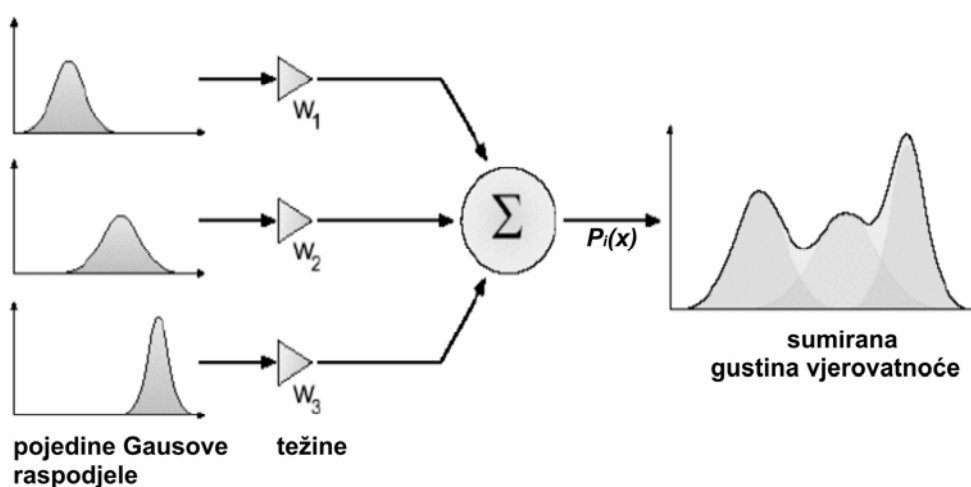 W1
W2
W3
Σ
Pi(x)
sumirana
gustina vjerovatnoće
pojedine Gausove
raspodjele
težine